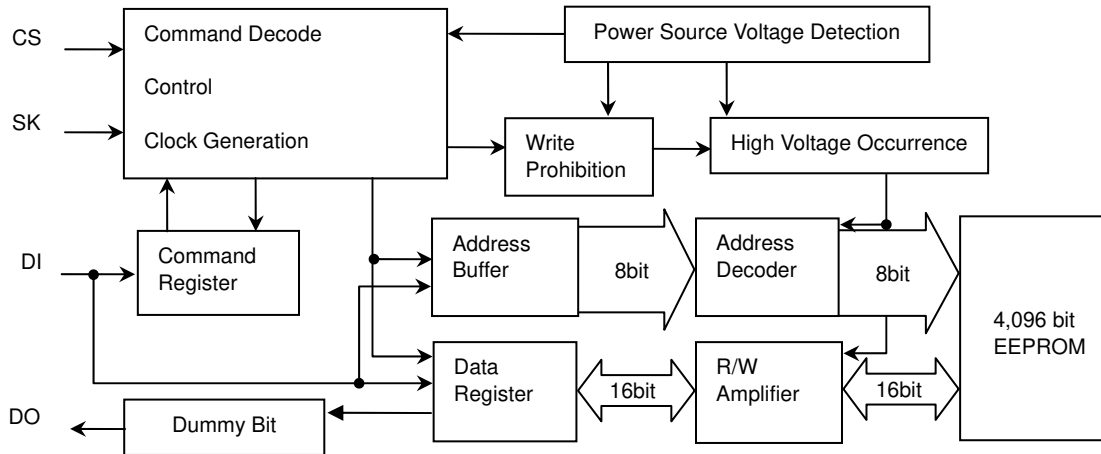 CS
Command Decode
Power Source Voltage Detection
Control
SK
Clock Generation
Write
Prohibition
High Voltage Occurrence
DI
Command
Register
Address
Buffer
8bit
Address
Decoder
8bit
4,096 bit
EEPROM
Data
Register
16bit
R/W
Amplifier
16bit
DO
Dummy Bit